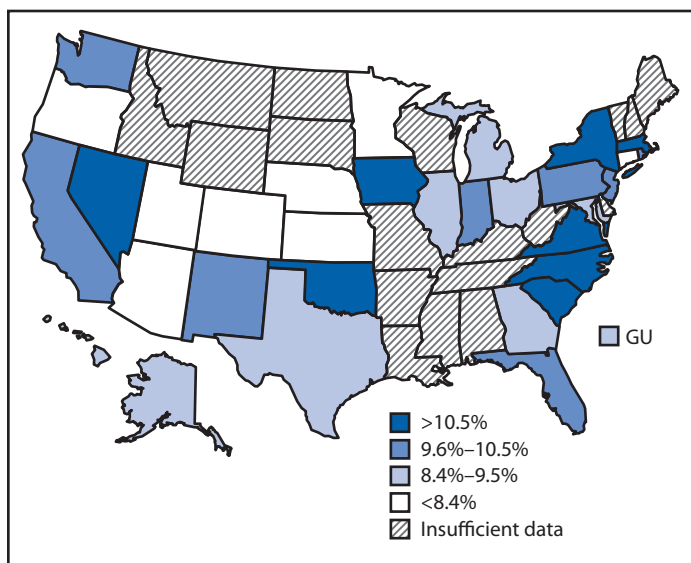 GU
>10.5%
9.6%–10.5%
8.4%–9.5%
<8.4%
Insufficient data